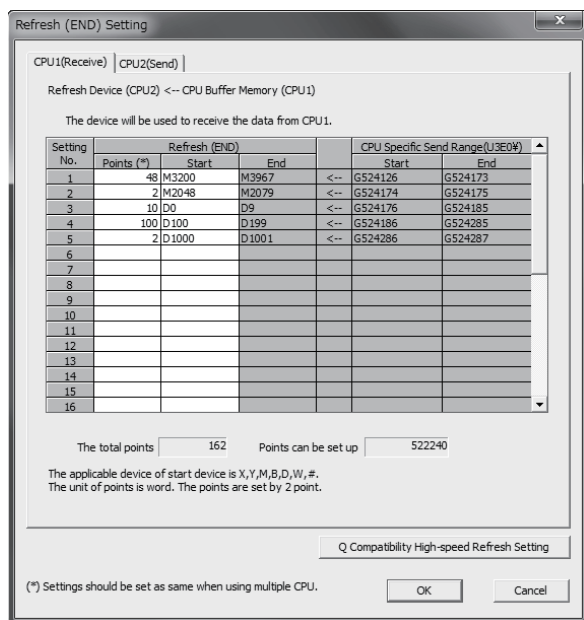 Refresh (END) Setting
x
CPU1(Receive) CPU2(Send)
Refresh Device (CPU2) <-- CPU Buffer Memory (CPU1)
The device will be used to receive the data from CPU1.
Setting No. Refresh (END) CPU Specific Send Range(U3E0¥)
Points (*) Start End Start End
1 48 M3200 M3967 <-- G524126 G524173
2 2 M2048 M2079 <-- G524174 G524175
3 10 D0 D9 <-- G524176 G524185
4 100 D100 D199 <-- G524186 G524285
5 2 D1000 D1001 <-- G524286 G524287
6
7
8
9
10
11
12
13
14
15
16
The total points 162 Points can be set up 522240
The applicable device of start device is X,Y,M,B,D,W,#.
The unit of points is word. The points are set by 2 point.
Q Compatibility High-speed Refresh Setting
(*) Settings should be set as same when using multiple CPU.
OK Cancel